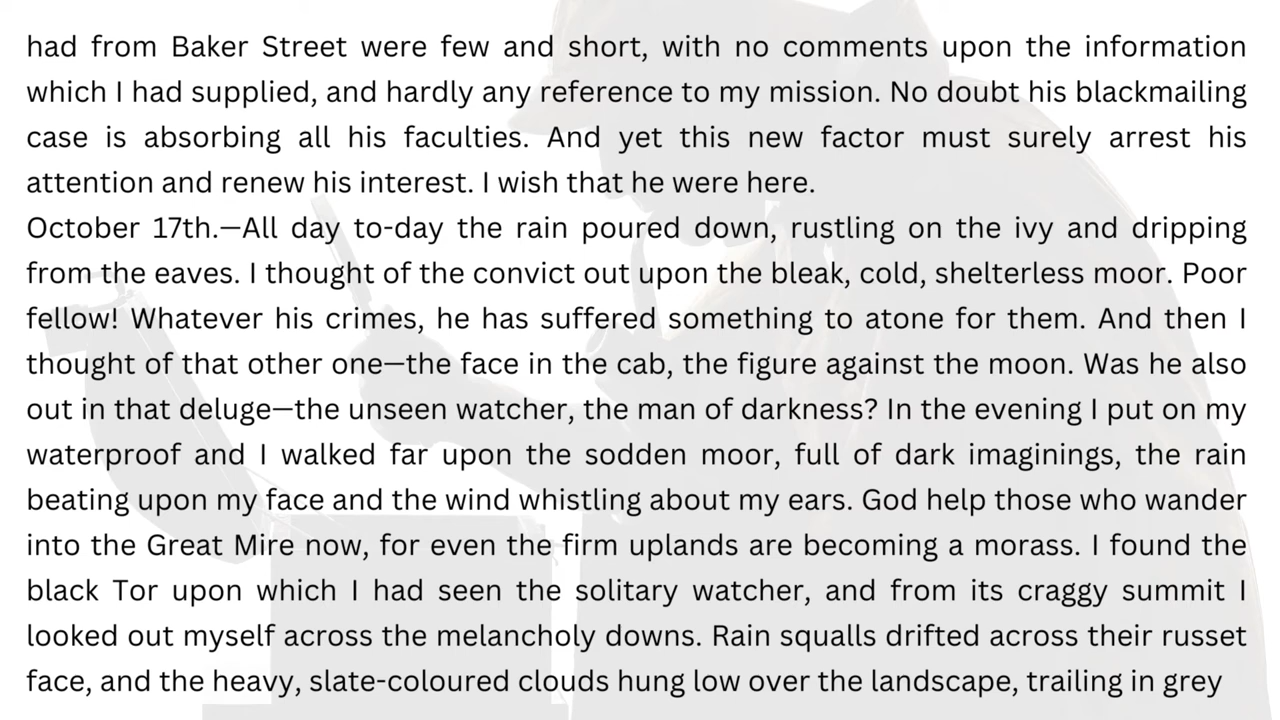 had from Baker Street were few and short, with no comments upon the information
which I had supplied, and hardly any reference to my mission. No doubt his blackmailing
case is absorbing all his faculties. And yet this new factor must surely arrest his
attention and renew his interest. I wish that he were here.
October 17th.—All day to-day the rain poured down, rustling on the ivy and dripping
from the eaves. I thought of the convict out upon the bleak, cold, shelterless moor. Poor
fellow! Whatever his crimes, he has suffered something to atone for them. And then I
thought of that other one—the face in the cab, the figure against the moon. Was he also
out in that deluge—the unseen watcher, the man of darkness? In the evening I put on my
waterproof and I walked far upon the sodden moor, full of dark imaginings, the rain
beating upon my face and the wind whistling about my ears. God help those who wander
into the Great Mire now, for even the firm uplands are becoming a morass. I found the
black Tor upon which I had seen the solitary watcher, and from its craggy summit I
looked out myself across the melancholy downs. Rain squalls drifted across their russet
face, and the heavy, slate-coloured clouds hung low over the landscape, trailing in grey